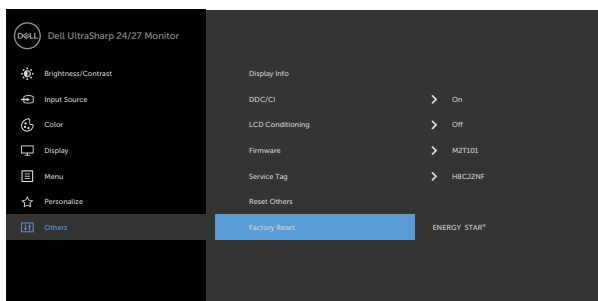 DELL Dell UltraSharp 24/27 Monitor
Brightness/Contrast Display Info
Input Source DDC/CI On
Color LCD Conditioning Off
Display Firmware M2T101
Menu Service Tag H8CJ2NF
Personalize Reset Others
Others Factory Reset ENERGY STAR®